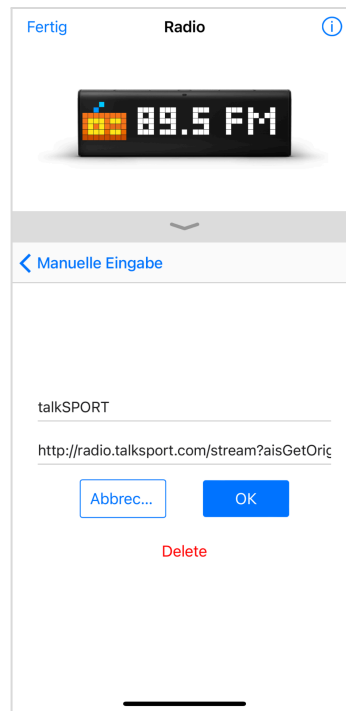 Fertig
Radio
89.5 FM
Manuelle Eingabe
talkSPORT
http://radio.talksport.com/stream?aisGetOrig
Abbrec...
OK
Delete